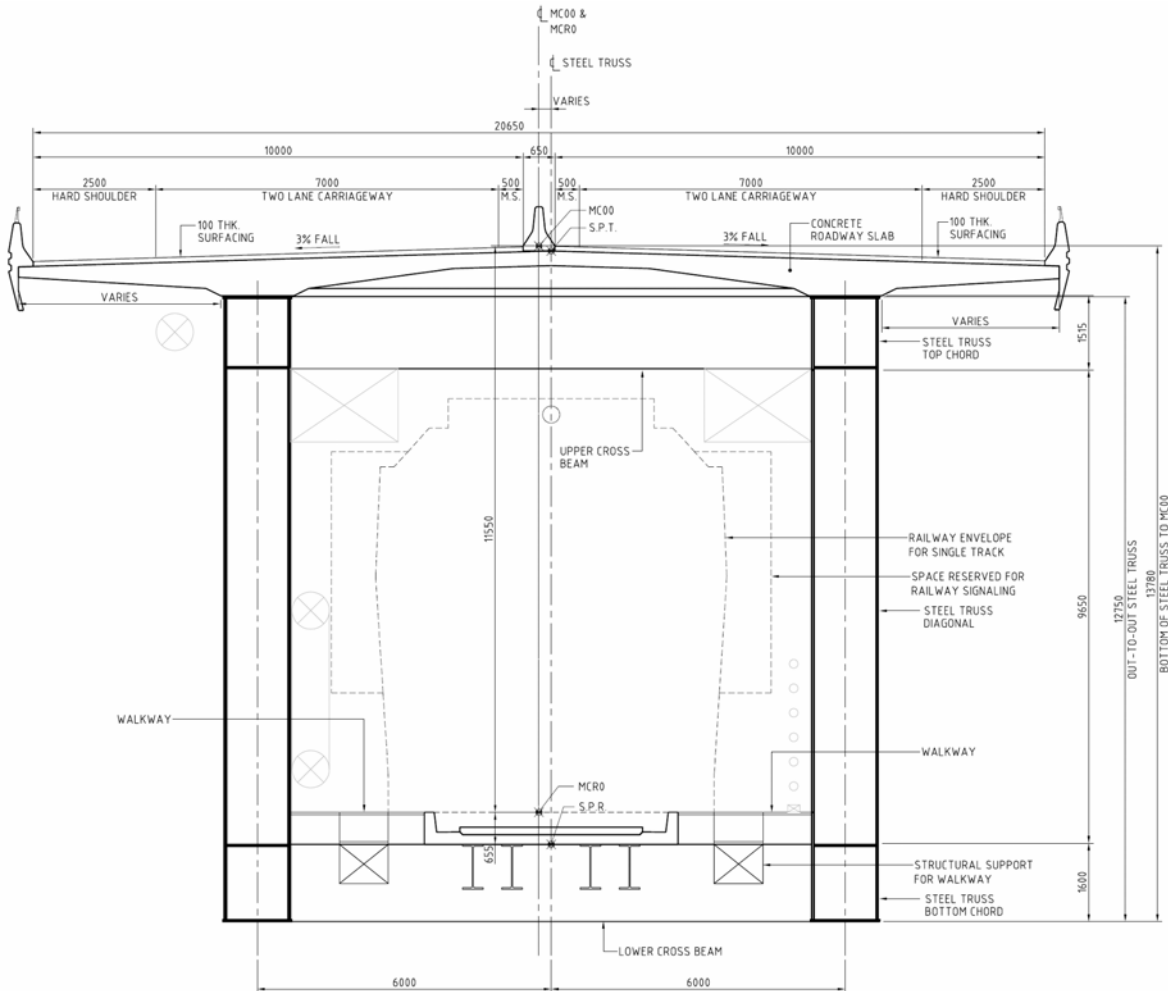 ℄ MC00 &
MCR0
℄ STEEL TRUSS
VARIES
20650
10000
650
10000
2500
HARD SHOULDER
7000
TWO LANE CARRIAGEWAY
500
M.S.
500
M.S.
7000
TWO LANE CARRIAGEWAY
2500
HARD SHOULDER
100 THK.
SURFACING
3% FALL
MC00
S.P.T.
3% FALL
CONCRETE
ROADWAY SLAB
100 THK.
SURFACING
VARIES
VARIES
STEEL TRUSS
TOP CHORD
1515
UPPER CROSS
BEAM
11550
RAILWAY ENVELOPE
FOR SINGLE TRACK
SPACE RESERVED FOR
RAILWAY SIGNALING
STEEL TRUSS
DIAGONAL
9650
12750
OUT-TO-OUT STEEL TRUSS
13780
BOTTOM OF STEEL TRUSS TO MC00
WALKWAY
WALKWAY
MCR0
S.P.R
655
STRUCTURAL SUPPORT
FOR WALKWAY
1600
STEEL TRUSS
BOTTOM CHORD
LOWER CROSS BEAM
6000
6000